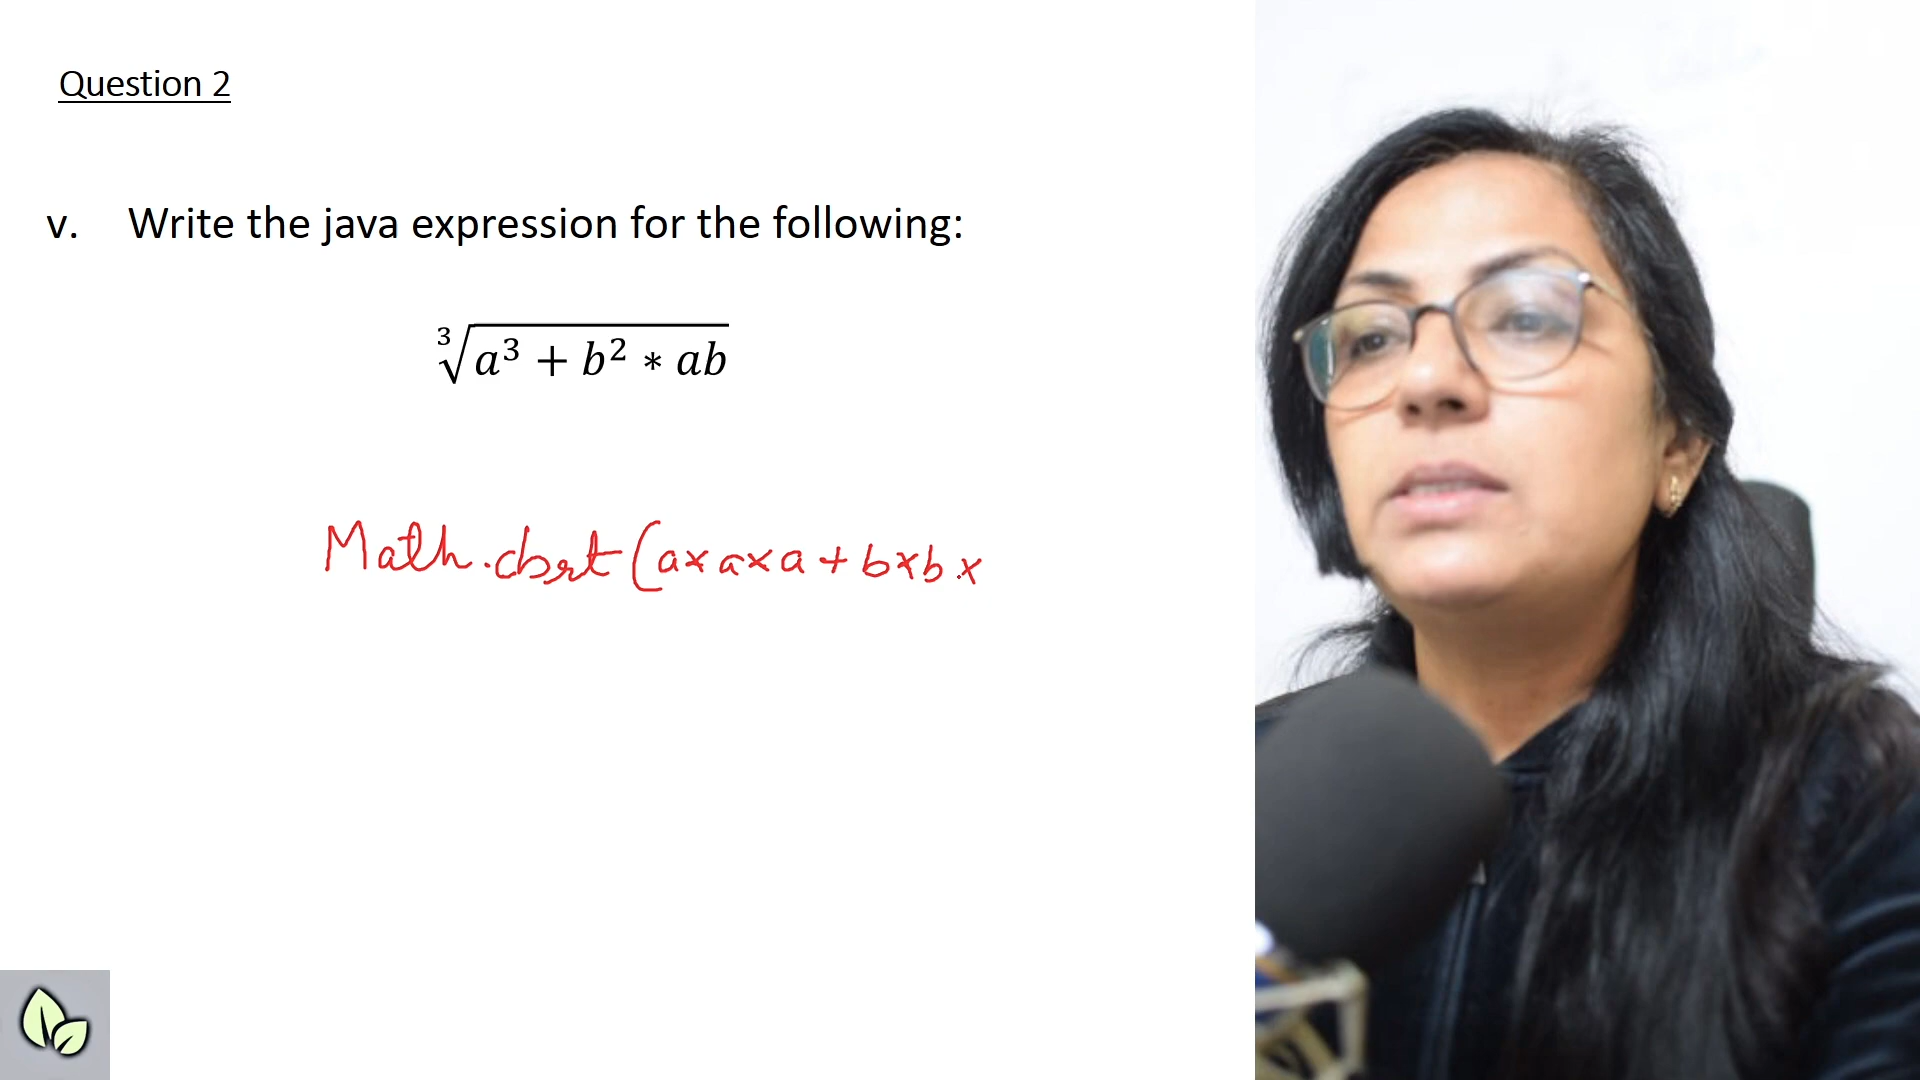 Question 2
v. Write the java expression for the following:
∛(a³ + b² ∗ ab)
Math.cbrt(a×a×a+b×b×